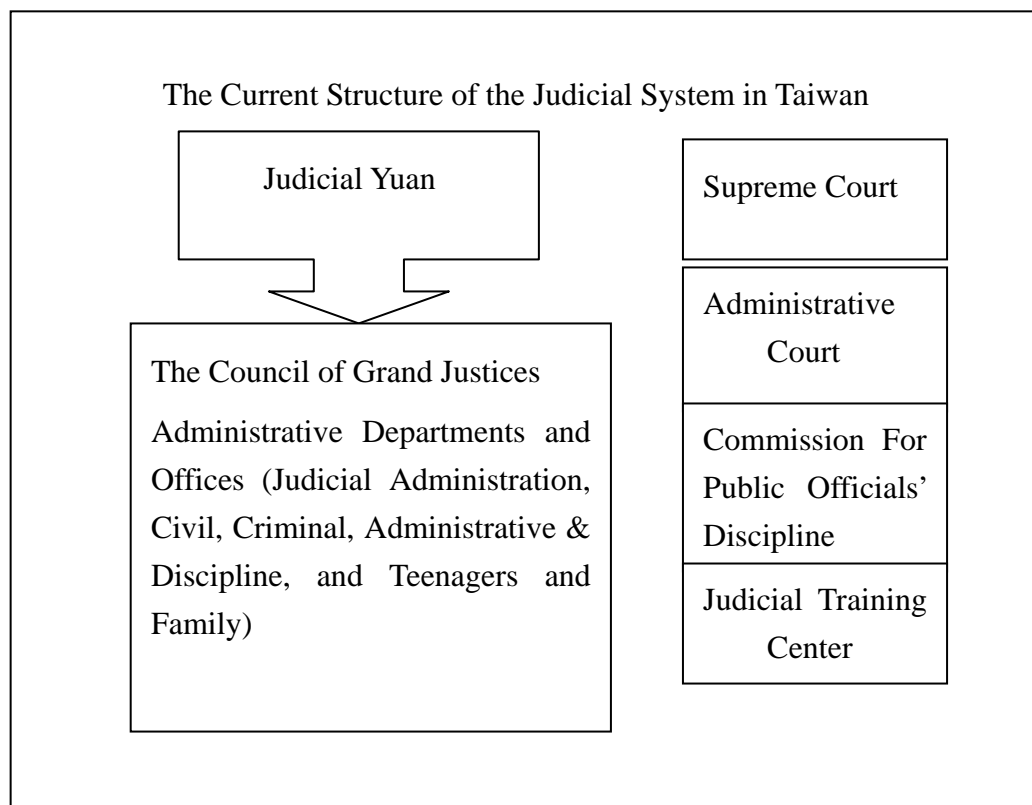 The Current Structure of the Judicial System in Taiwan
Judicial Yuan
The Council of Grand Justices
Administrative Departments and
Offices (Judicial Administration,
Civil, Criminal, Administrative &
Discipline, and Teenagers and
Family)
Supreme Court
Administrative
Court
Commission For
Public Officials’
Discipline
Judicial Training
Center